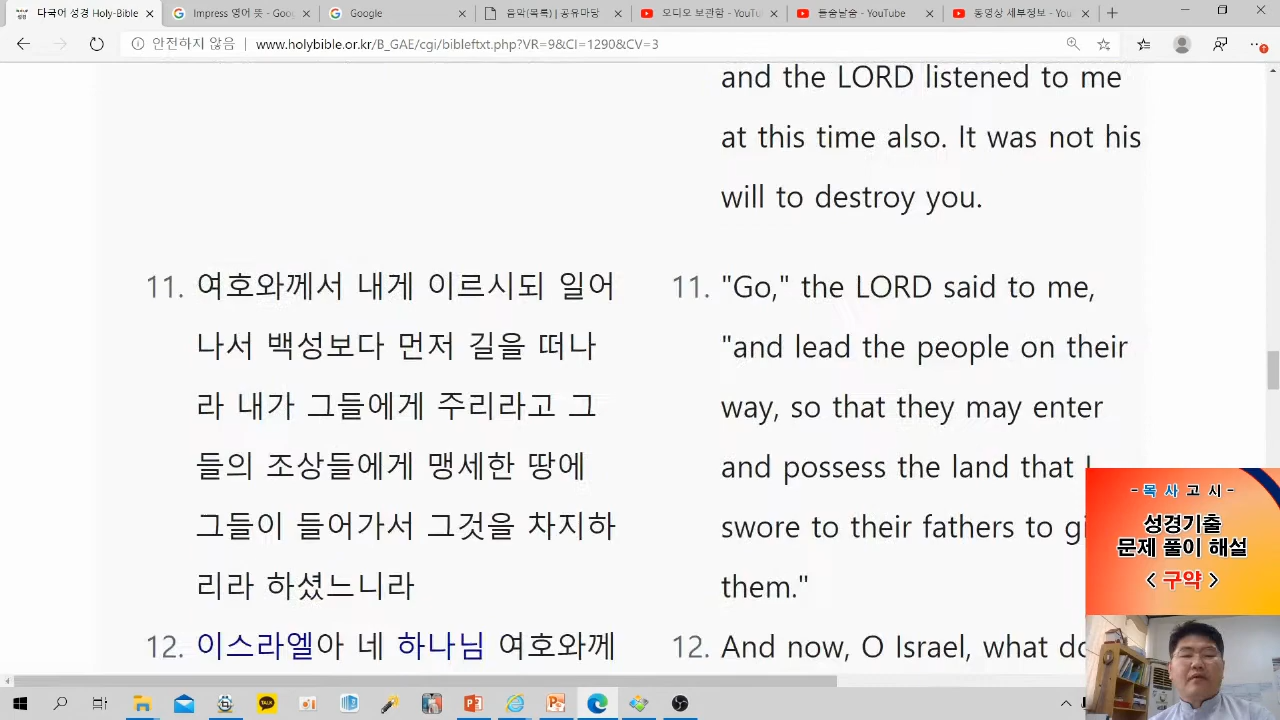 다국어 성경 Holy-Bible
Impress 영어 뜻 - Goo
Google
음악(목록) | 공유마당
오디오 보관함 - YouTu
들숨날숨 - YouTube
동영상 세부정보 - YouTu
안전하지 않음
www.holybible.or.kr/B_GAE/cgi/bibleftxt.php?VR=9&CI=1290&CV=3
and the LORD listened to me
at this time also. It was not his
will to destroy you.
11. 여호와께서 내게 이르시되 일어
나서 백성보다 먼저 길을 떠나
라 내가 그들에게 주리라고 그
들의 조상들에게 맹세한 땅에
그들이 들어가서 그것을 차지하
리라 하셨느니라
12. 이스라엘아 네 하나님 여호와께
11. "Go," the LORD said to me,
"and lead the people on their
way, so that they may enter
and possess the land that I
swore to their fathers to gi
them."
12. And now, O Israel, what do
- 목 사 고 시 -
성경기출
문제 풀이 해설
< 구약 >
TALK